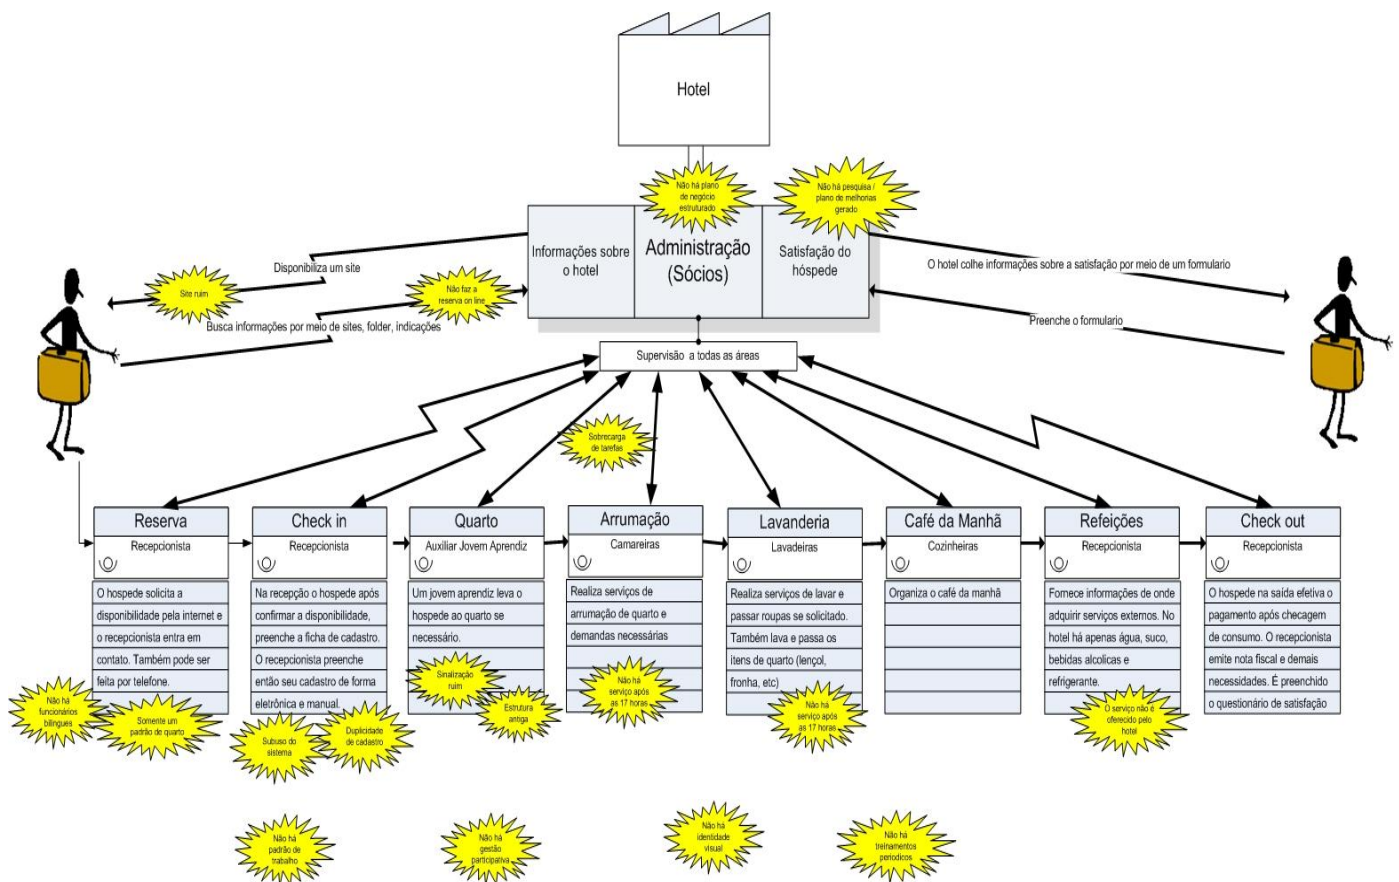 Hotel
Não há plano
de negócio
estruturado
Não há pesquisa /
plano de melhorias
gerado
Informações sobre
o hotel
Administração
(Sócios)
Satisfação do
hóspede
Disponibiliza um site
Site ruim
Não faz a
reserva on line
Busca informações por meio de sites, folder, indicações
O hotel colhe informações sobre a satisfação por meio de um formulario
Preenche o formulario
Supervisão a todas as áreas
Sobrecarga
de tarefas
Reserva
Recepcionista
O hospede solicita a
disponibilidade pela internet e
o recepcionista entra em
contato. Também pode ser
feita por telefone.
Não há
funcionários
bilingues
Somente um
padrão de quarto
Check in
Recepcionista
Na recepção o hospede após
confirmar a disponibilidade,
preenche a ficha de cadastro.
O recepcionista preenche
então seu cadastro de forma
eletrônica e manual.
Subuso do
sistema
Duplicidade
de cadastro
Quarto
Auxiliar Jovem Aprendiz
Um jovem aprendiz leva o
hospede ao quarto se
necessário.
Sinalização
ruim
Estrutura
antiga
Arrumação
Camareiras
Realiza serviços de
arrumação de quarto e
demandas necessárias
Não há
serviço após
as 17 horas
Lavanderia
Lavadeiras
Realiza serviços de lavar e
passar roupas se solicitado.
Também lava e passa os
itens de quarto (lençol,
fronha, etc)
Não há
serviço após
as 17 horas
Café da Manhã
Cozinheiras
Organiza o café da manhã
Refeições
Recepcionista
Fornece informações de onde
adquirir serviços externos. No
hotel há apenas água, suco,
bebidas alcolicas e
refrigerante.
O serviço não é
oferecido pelo
hotel
Check out
Recepcionista
O hospede na saída efetiva o
pagamento após checagem
de consumo. O recepcionista
emite nota fiscal e demais
necessidades. É preenchido
o questionário de satisfação
Não há
padrão de
trabalho
Não há
gestão
participativa
Não há
identidade
visual
Não há
treinamentos
periodicos